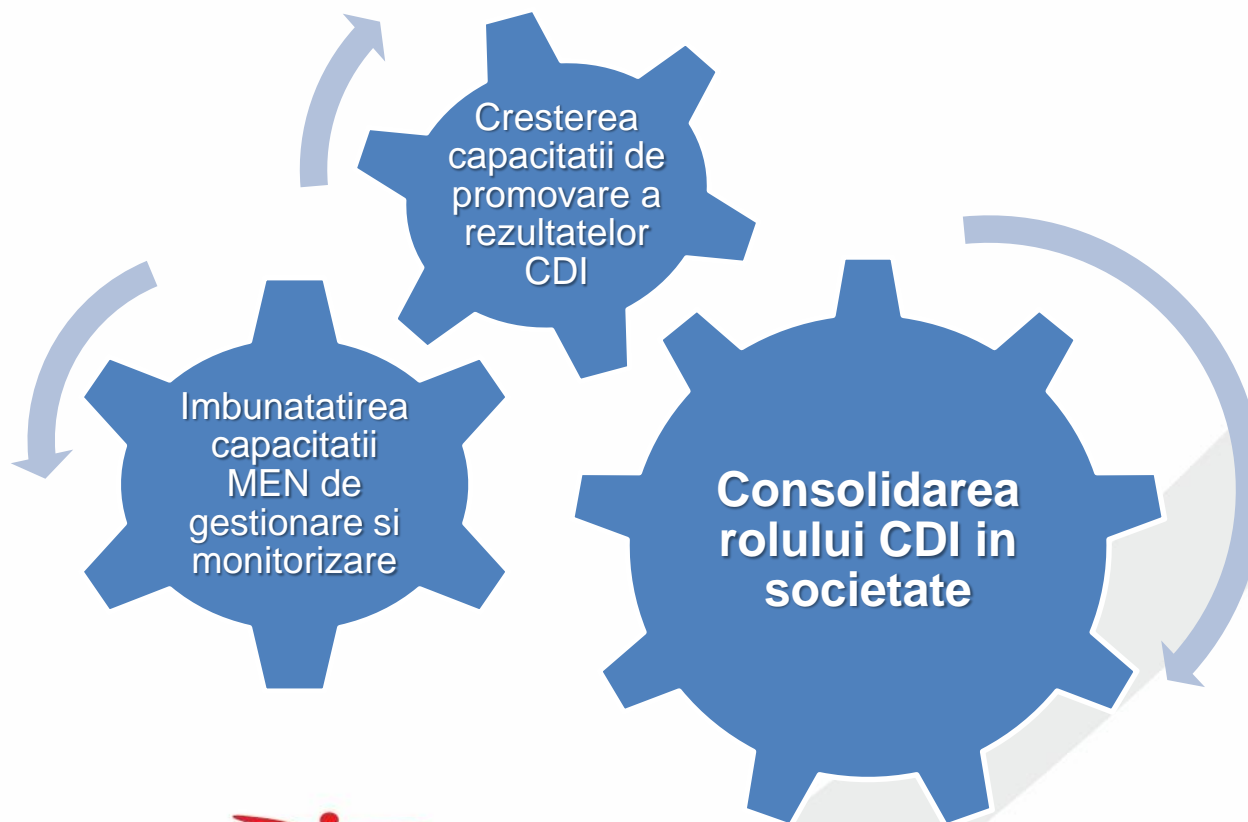 Cresterea
capacitatii de
promovare a
rezultatelor
CDI
Imbunatatirea
capacitatii
MEN de
gestionare si
monitorizare
Consolidarea
rolului CDI in
societate